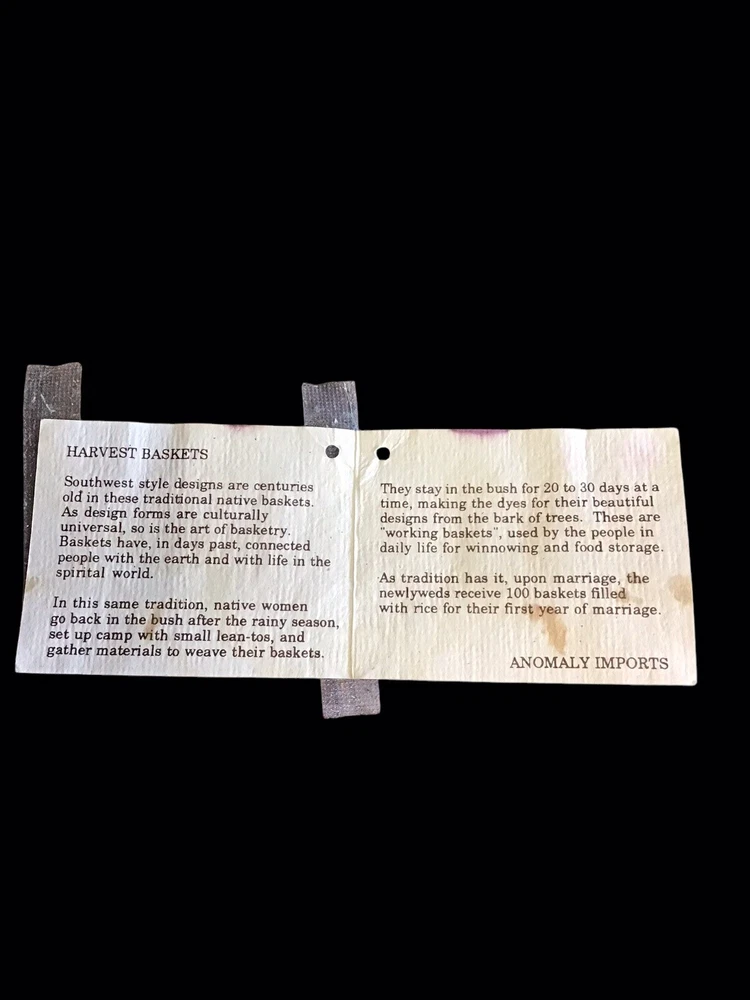 HARVEST BASKETS
Southwest style designs are centuries
old in these traditional native baskets.
As design forms are culturally
universal, so is the art of basketry.
Baskets have, in days past, connected
people with the earth and with life in the
spirital world.
In this same tradition, native women
go back in the bush after the rainy season,
set up camp with small lean-tos, and
gather materials to weave their baskets.
They stay in the bush for 20 to 30 days at a
time, making the dyes for their beautiful
designs from the bark of trees. These are
"working baskets", used by the people in
daily life for winnowing and food storage.
As tradition has it, upon marriage, the
newlyweds receive 100 baskets filled
with rice for their first year of marriage.
ANOMALY IMPORTS